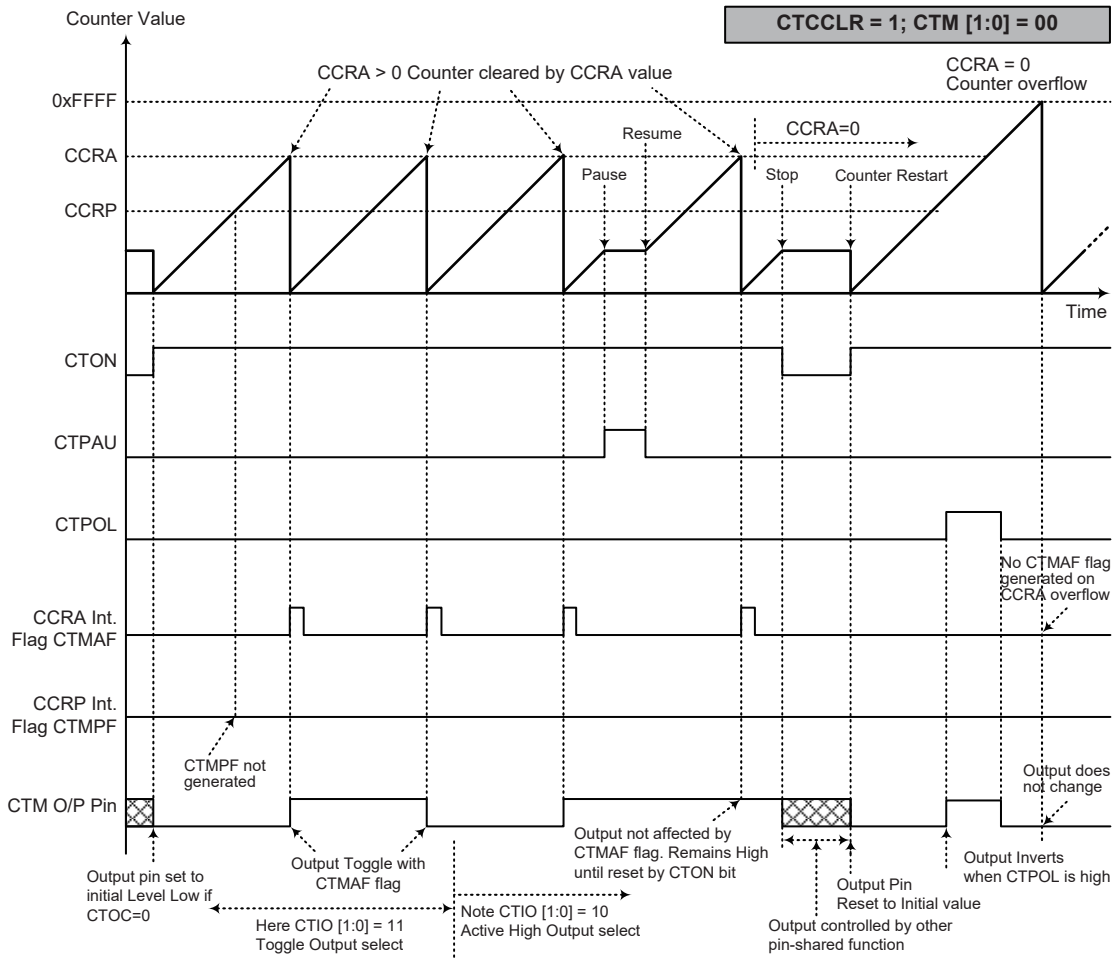 Counter Value
CTCCLR = 1; CTM [1:0] = 00
CCRA > 0 Counter cleared by CCRA value
CCRA = 0
Counter overflow
0xFFFF
Resume
CCRA=0
CCRA
Pause
Stop
Counter Restart
CCRP
Time
CTON
CTPAU
CTPOL
No CTMAF flag
generated on
CCRA overflow
CCRA Int.
Flag CTMAF
CCRP Int.
Flag CTMPF
CTMPF not
generated
Output does
not change
CTM O/P Pin
Output pin set to
initial Level Low if
CTOC=0
Output Toggle with
CTMAF flag
Output not affected by
CTMAF flag. Remains High
until reset by CTON bit
Output Inverts
when CTPOL is high
Output Pin
Reset to Initial value
Here CTIO [1:0] = 11
Toggle Output select
Note CTIO [1:0] = 10
Active High Output select
Output controlled by other
pin-shared function